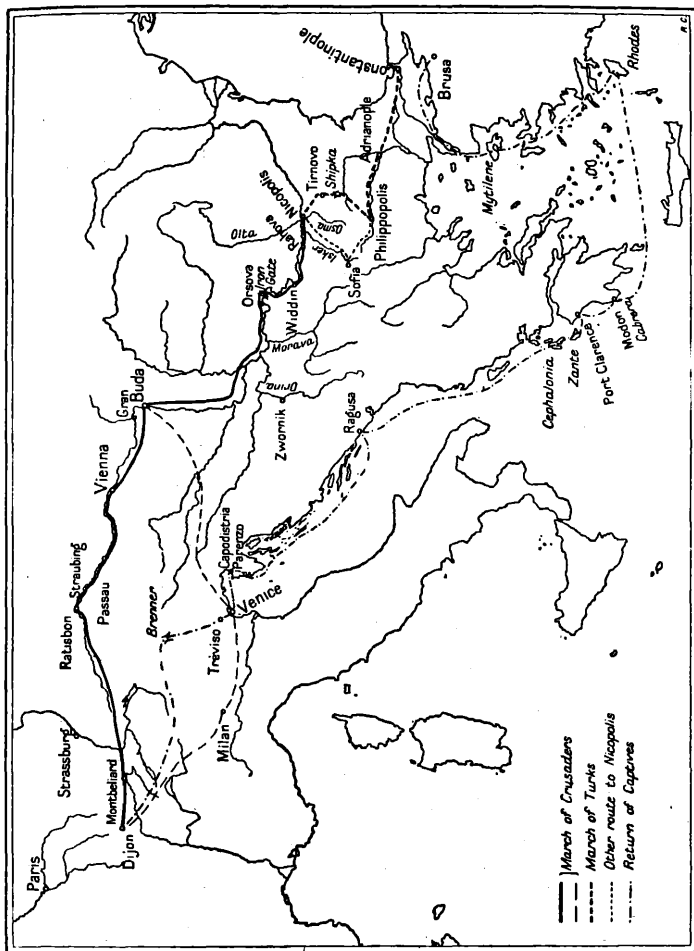 Paris
Strassburg
Montbeliard
Dijon
Ratisbon
Straubing
Passau
Vienna
Gran
Buda
Brenner
Treviso
Venice
Milan
Capodistria
Parenzo
Ragusa
Zwornik
Drina
Morava
Orsova
Iron
Gate
Widdin
Rahova
Nicopolis
Olta
Isker
Osma
Tirnovo
Shipka
Sofia
Philippopolis
Adrianople
Constantinople
Brusa
Mytilene
Rhodes
Cephalonia
Zante
Port Clarence
Modon
Cabrera
March of Crusaders
March of Turks
Other route to Nicopolis
Return of Captives